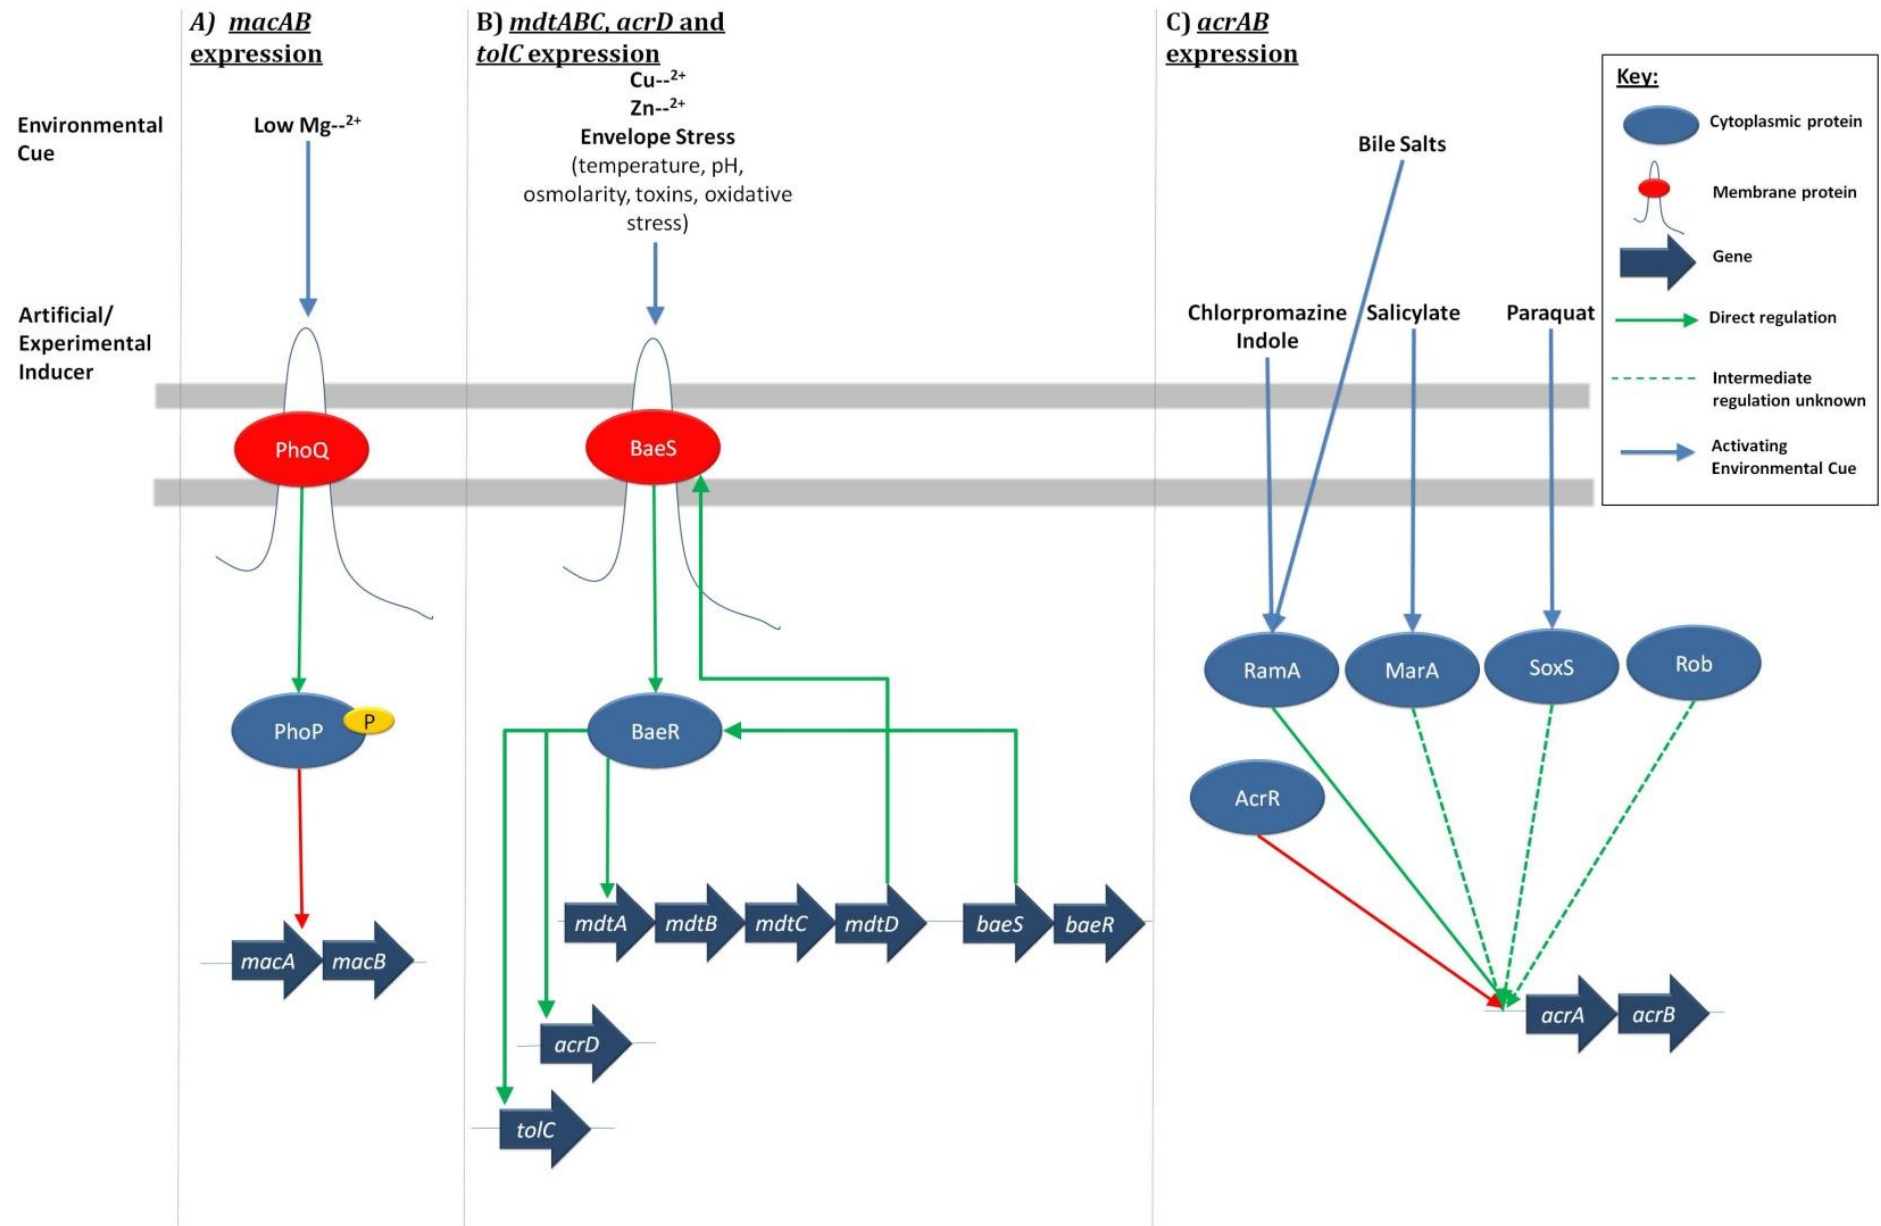 A) macAB
expression
B) mdtABC, acrD and
tolC expression
C) acrAB
expression
Environmental
Cue
Low Mg--2+
Cu--2+
Zn--2+
Envelope Stress
(temperature, pH,
osmolarity, toxins, oxidative
stress)
Bile Salts
Artificial/
Experimental
Inducer
Chlorpromazine
Indole
Salicylate
Paraquat
PhoQ
BaeS
PhoP
P
BaeR
RamA
MarA
SoxS
Rob
AcrR
macA
macB
mdtA
mdtB
mdtC
mdtD
baeS
baeR
acrD
tolC
acrA
acrB
Key:
Cytoplasmic protein
Membrane protein
Gene
Direct regulation
Intermediate
regulation unknown
Activating
Environmental Cue